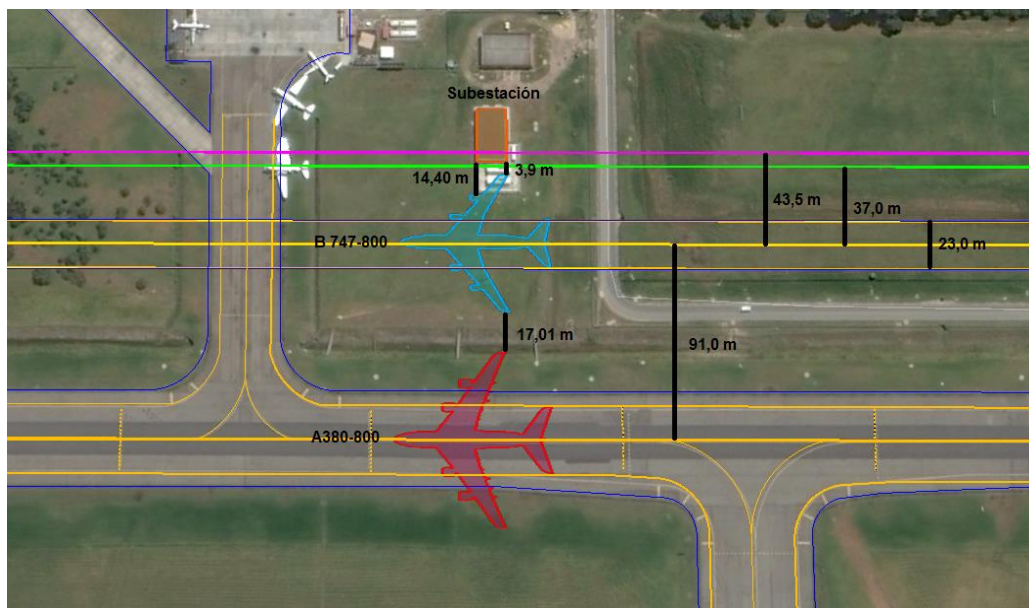 Subestación
14,40 m
3,9 m
43,5 m
37,0 m
B 747-800
23,0 m
17,01 m
91,0 m
A380-800